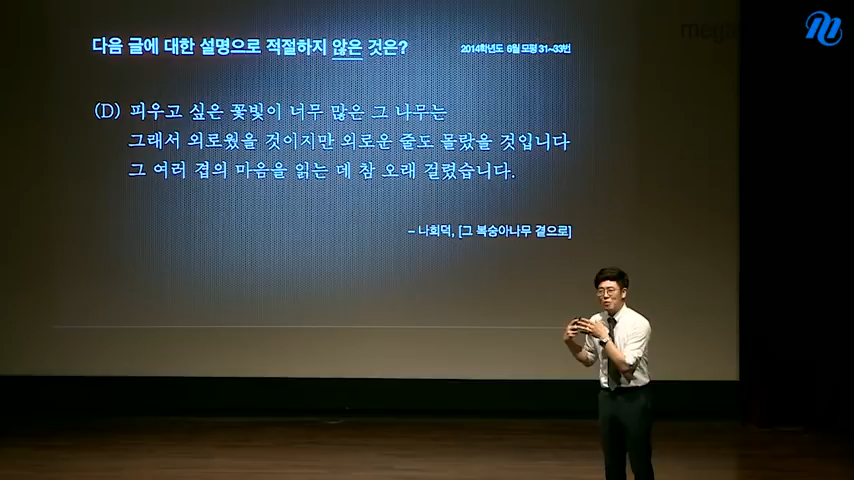 다음 글에 대한 설명으로 적절하지 않은 것은?
2014학년도 6월 모평 31~33번
(D) 피우고 싶은 꽃빛이 너무 많은 그 나무는
그래서 외로웠을 것이지만 외로운 줄도 몰랐을 것입니다
그 여러 겹의 마음을 읽는 데 참 오래 걸렸습니다.
– 나희덕, [그 복숭아나무 곁으로]
mega